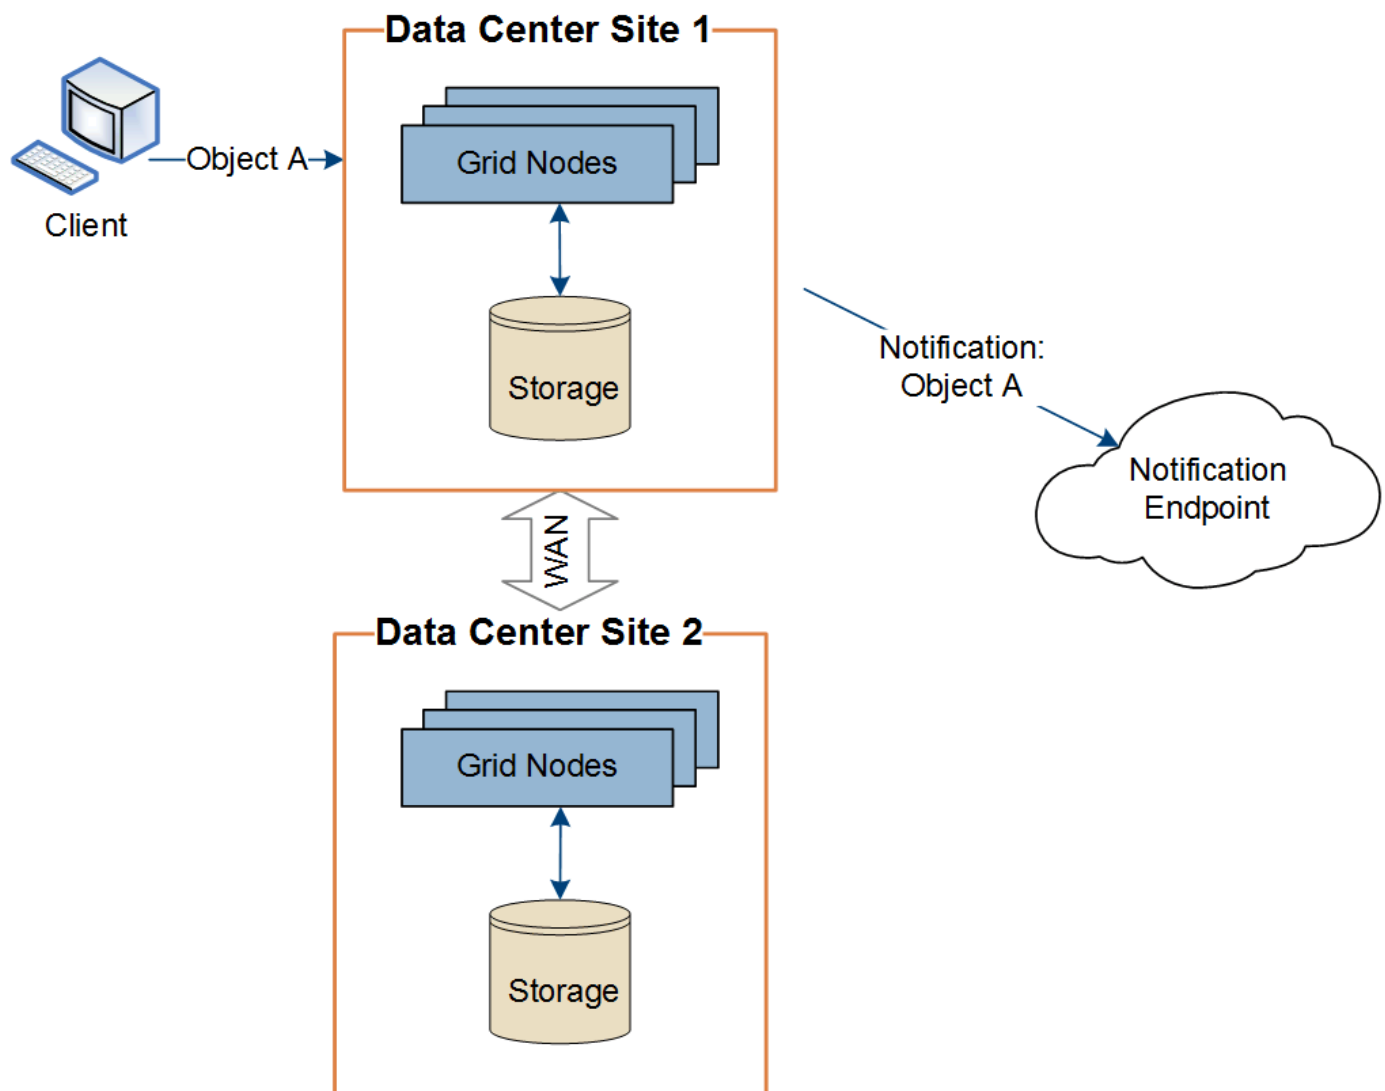 Data Center Site 1
Grid Nodes
Object A
Client
Storage
Notification:
Object A
Notification
Endpoint
WAN
Data Center Site 2
Grid Nodes
Storage